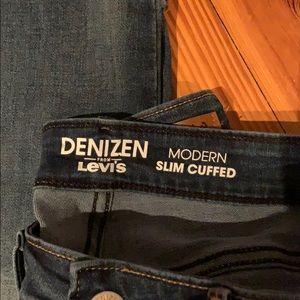 DENIZEN
FROM
Levi's
MODERN
SLIM CUFFED